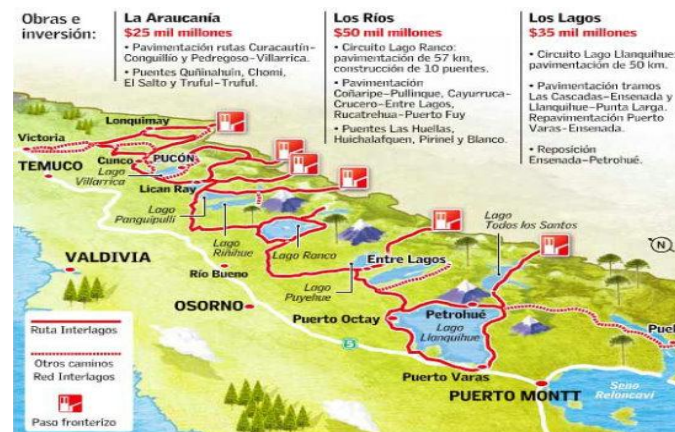 Obras e
inversión:
La Araucanía
$25 mil millones
• Pavimentación rutas Curacautín-
Conguillío y Pedregoso-Villarrica.
• Puentes Quñinahuín, Chomi,
El Salto y Truful-Truful.
Los Ríos
$50 mil millones
• Circuito Lago Ranco:
pavimentación de 57 km,
construcción de 10 puentes.
• Pavimentación
Coñaripe-Pullinque, Cayurruca-
Crucero-Entre Lagos,
Rucatrehua-Puerto Fuy
• Puentes Las Huellas,
Huichalafquen, Pirinel y Blanco.
Los Lagos
$35 mil millones
• Circuito Lago Llanquihue:
pavimentación de 50 km.
• Pavimentación tramos
Las Cascadas-Ensenada y
Llanquihue-Punta Larga.
Repavimentación Puerto
Varas-Ensenada.
• Reposición
Ensenada-Petrohué.
Lonquimay
Victoria
TEMUCO
Cunco
PUCÓN
Lago
Villarrica
Lican Ray
Lago
Panguipulli
Lago
Riñihue
Lago Ranco
Lago
Todos los Santos
N
VALDIVIA
Río Bueno
Entre Lagos
Lago
Puyehue
OSORNO
Puerto Octay
Petrohué
Lago
Llanquihue
5
Puerto Varas
PUERTO MONTT
Seno
Reloncaví
Ruta Interlagos
Otros caminos
Red Interlagos
Paso fronterizo